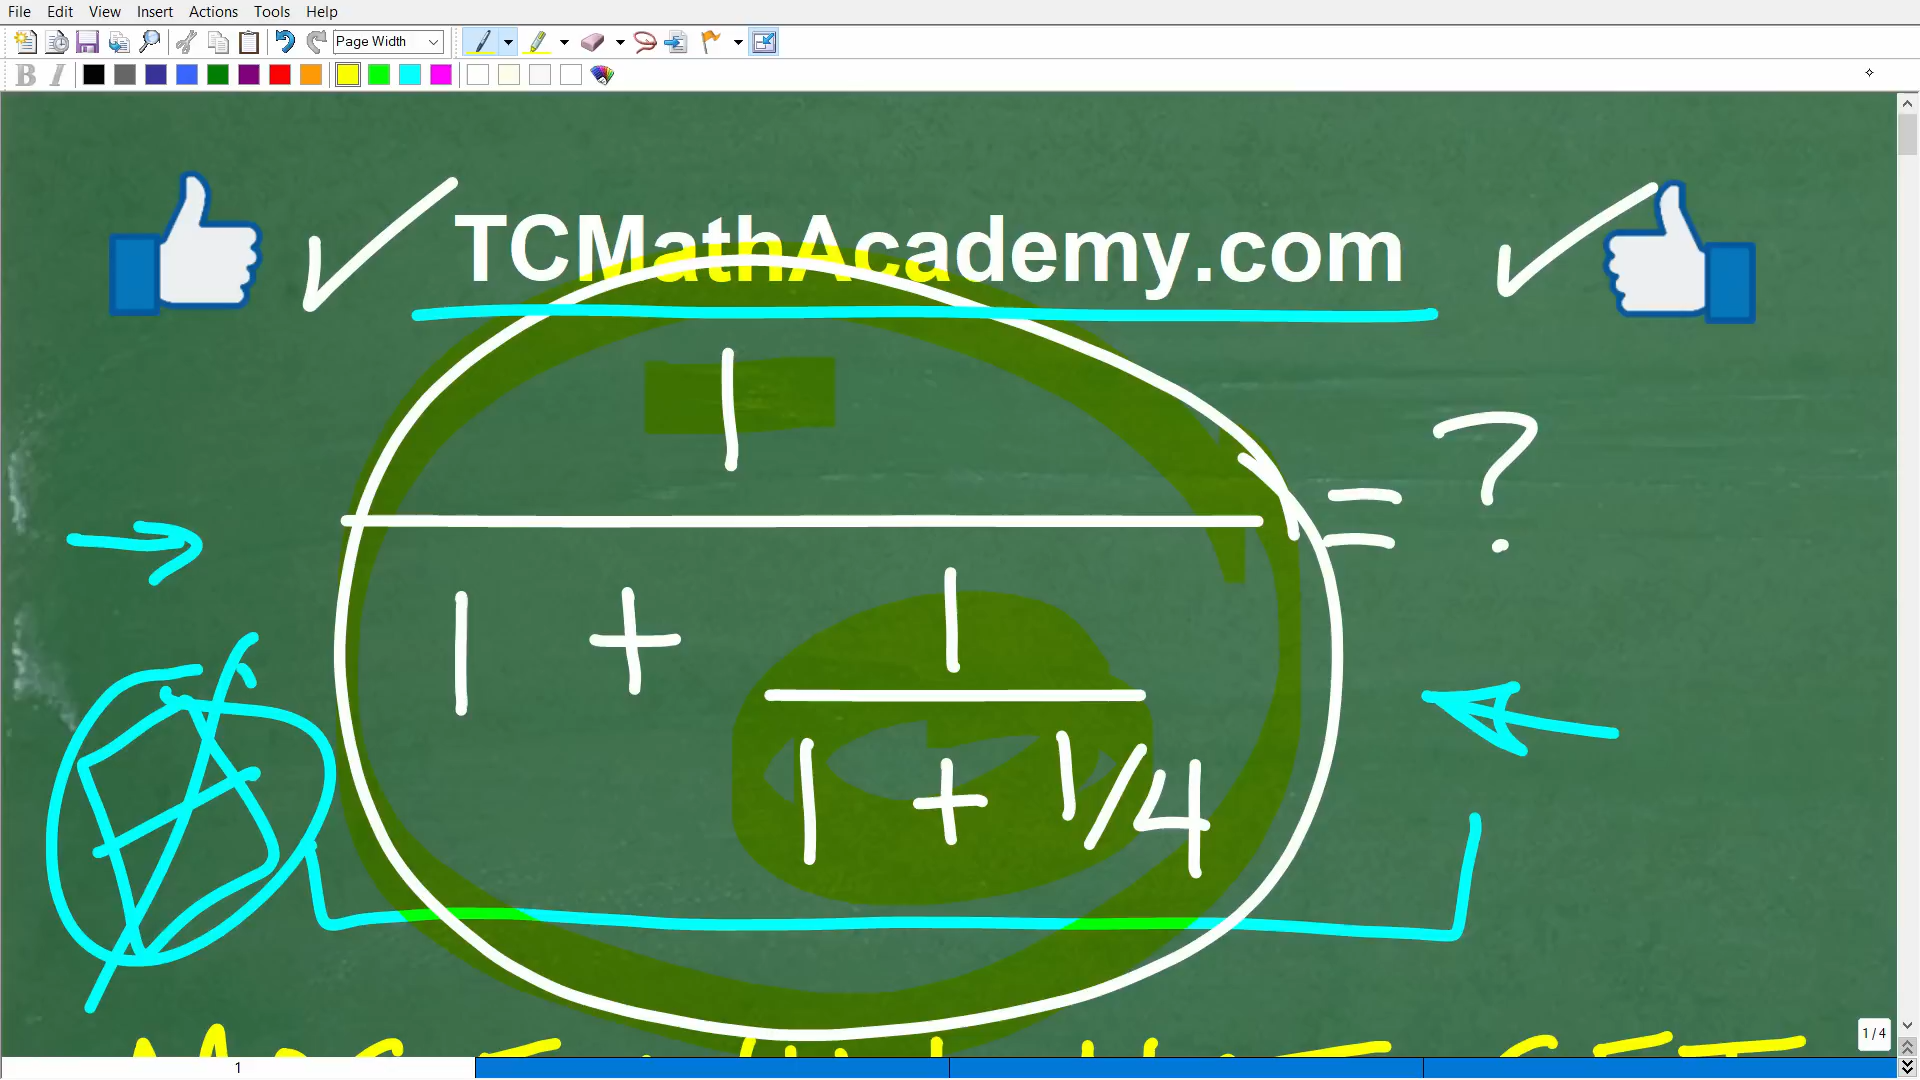 File Edit View Insert Actions Tools Help
Page Width
B I
TCMathAcademy.com
1
= ?
1 + 1
1 + 1/4
1/4
1